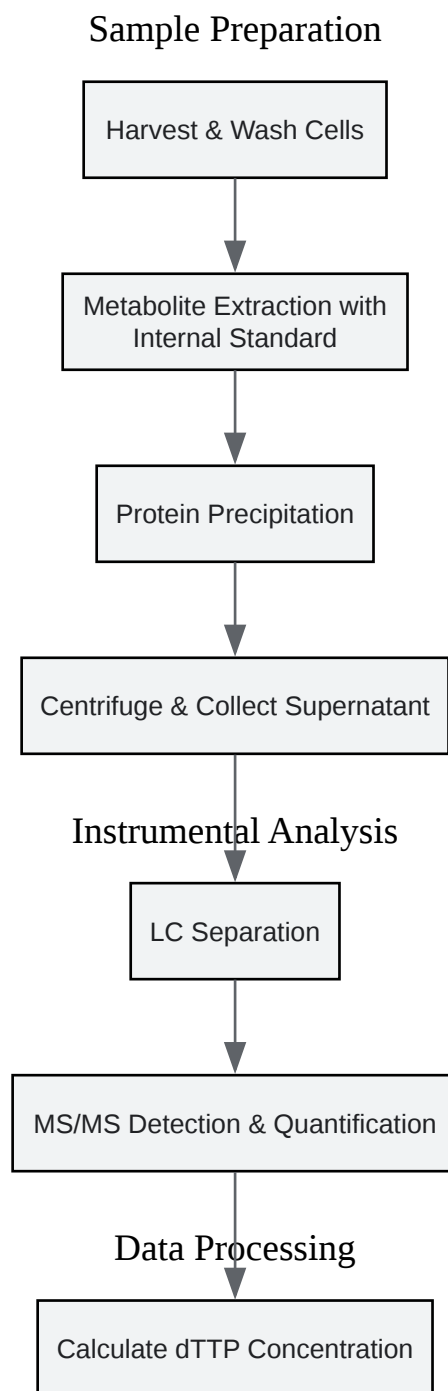 Sample Preparation
Harvest & Wash Cells
Metabolite Extraction with
Internal Standard
Protein Precipitation
Centrifuge & Collect Supernatant
Instrumental Analysis
LC Separation
MS/MS Detection & Quantification
Data Processing
Calculate dTTP Concentration